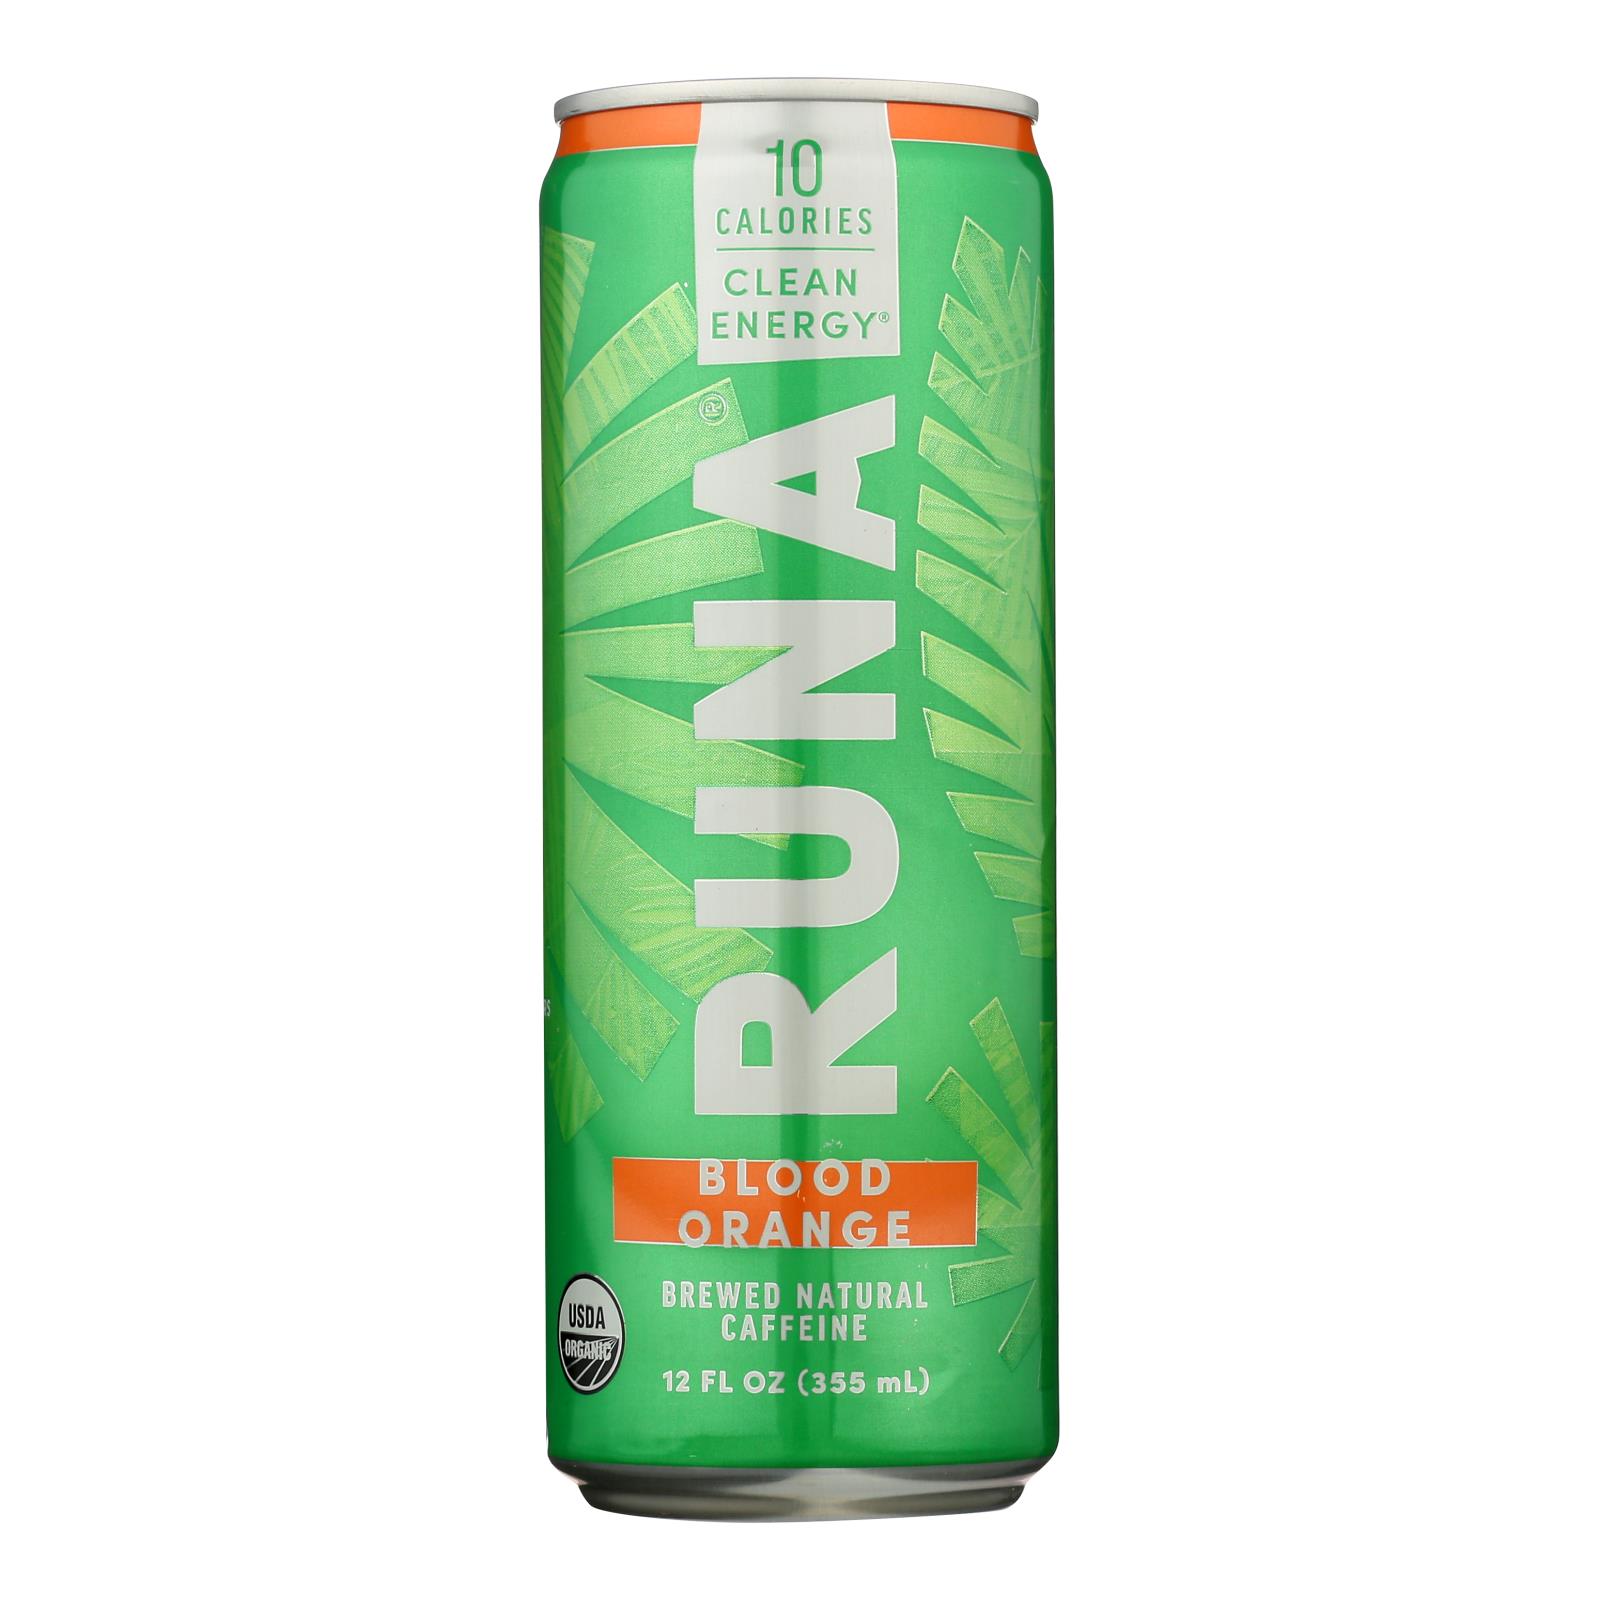 10
CALORIES
CLEAN
ENERGY®
RUNA®
BLOOD
ORANGE
BREWED NATURAL
CAFFEINE
USDA
ORGANIC
12 FL OZ (355 mL)